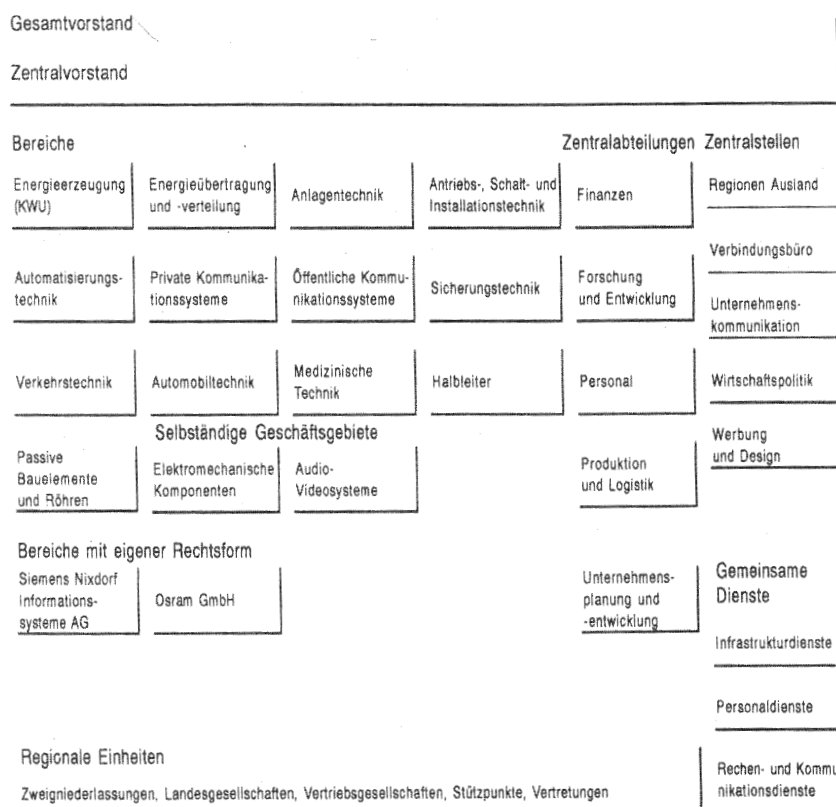 Gesamtvorstand
Zentralvorstand
Bereiche
Energieerzeugung
(KWU)
Energieübertragung
und -verteilung
Anlagentechnik
Antriebs-, Schalt- und
Installationstechnik
Automatisierungs-
technik
Private Kommunika-
tionssysteme
Öffentliche Kommu-
nikationssysteme
Sicherungstechnik
Verkehrstechnik
Automobiltechnik
Medizinische
Technik
Halbleiter
Selbständige Geschäftsgebiete
Passive
Bauelemente
und Röhren
Elektromechanische
Komponenten
Audio-
Videosysteme
Bereiche mit eigener Rechtsform
Siemens Nixdorf
Informations-
systeme AG
Osram GmbH
Zentralabteilungen
Finanzen
Forschung
und Entwicklung
Personal
Produktion
und Logistik
Unternehmens-
planung und
-entwicklung
Zentralstellen
Regionen Ausland
Verbindungsbüro
Unternehmens-
kommunikation
Wirtschaftspolitik
Werbung
und Design
Gemeinsame
Dienste
Infrastrukturdienste
Personaldienste
Rechen- und Kommu
nikationsdienste
Regionale Einheiten
Zweigniederlassungen, Landesgesellschaften, Vertriebsgesellschaften, Stützpunkte, Vertretungen